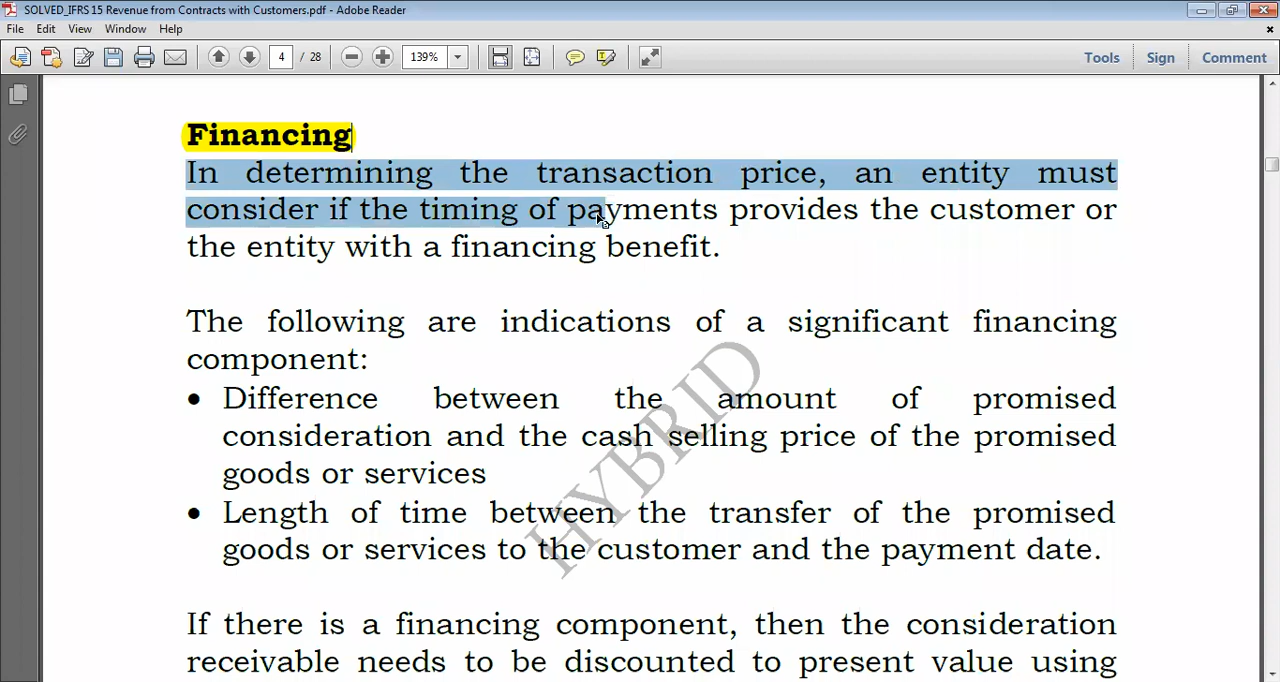 SOLVED_IFRS 15 Revenue from Contracts with Customers.pdf - Adobe Reader
File Edit View Window Help
4 / 28 139% Tools Sign Comment
Financing
In determining the transaction price, an entity must
consider if the timing of payments provides the customer or
the entity with a financing benefit.
The following are indications of a significant financing
component:
• Difference between the amount of promised
consideration and the cash selling price of the promised
goods or services
• Length of time between the transfer of the promised
goods or services to the customer and the payment date.
If there is a financing component, then the consideration
receivable needs to be discounted to present value using
HYBRID